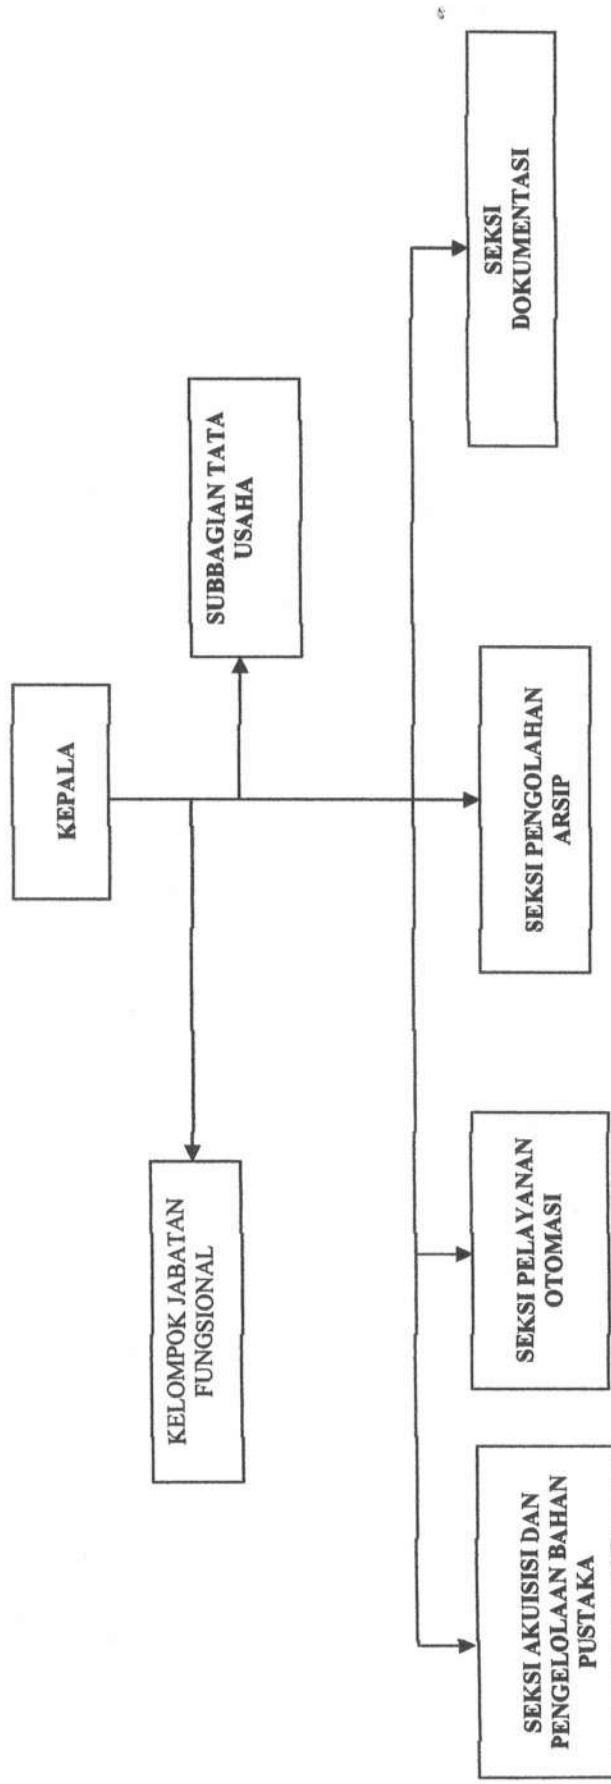 KEPALA
SUBBAGIAN TATA
USAHA
KELOMPOK JABATAN
FUNGSIONAL
SEKSI AKUISISI DAN
PENGELOLAAN BAHAN
PUSTAKA
SEKSI PELAYANAN
OTOMASI
SEKSI PENGOLAHAN
ARSIP
SEKSI
DOKUMENTASI